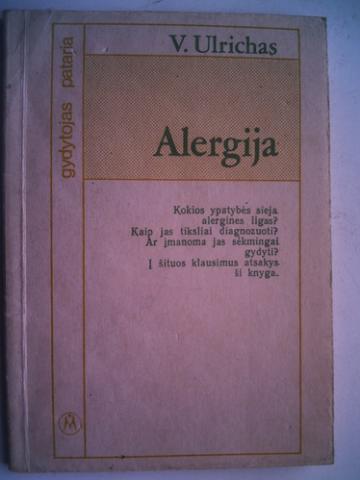 V. Ulrichas
gydytojas pataria
Alergija
Kokios ypatybės sieja
alergines ligas?
Kaip jas tiksliai diagnozuoti?
Ar įmanoma jas sėkmingai
gydyti?
Į šituos klausimus atsakys
ši knyga.